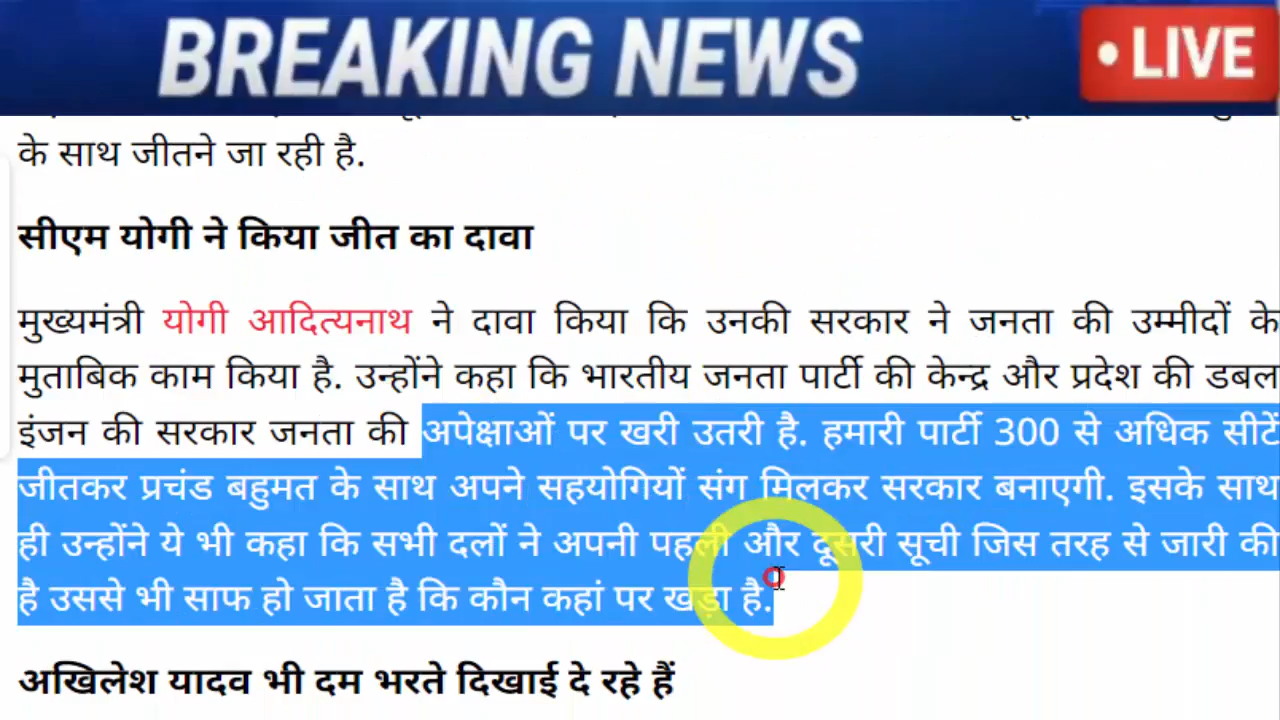 BREAKING NEWS
• LIVE
के साथ जीतने जा रही है.
सीएम योगी ने किया जीत का दावा
मुख्यमंत्री योगी आदित्यनाथ ने दावा किया कि उनकी सरकार ने जनता की उम्मीदों के
मुताबिक काम किया है. उन्होंने कहा कि भारतीय जनता पार्टी की केन्द्र और प्रदेश की डबल
इंजन की सरकार जनता की अपेक्षाओं पर खरी उतरी है. हमारी पार्टी 300 से अधिक सीटें
जीतकर प्रचंड बहुमत के साथ अपने सहयोगियों संग मिलकर सरकार बनाएगी. इसके साथ
ही उन्होंने ये भी कहा कि सभी दलों ने अपनी पहली और दूसरी सूची जिस तरह से जारी की
है उससे भी साफ हो जाता है कि कौन कहां पर खड़ा है.
अखिलेश यादव भी दम भरते दिखाई दे रहे हैं